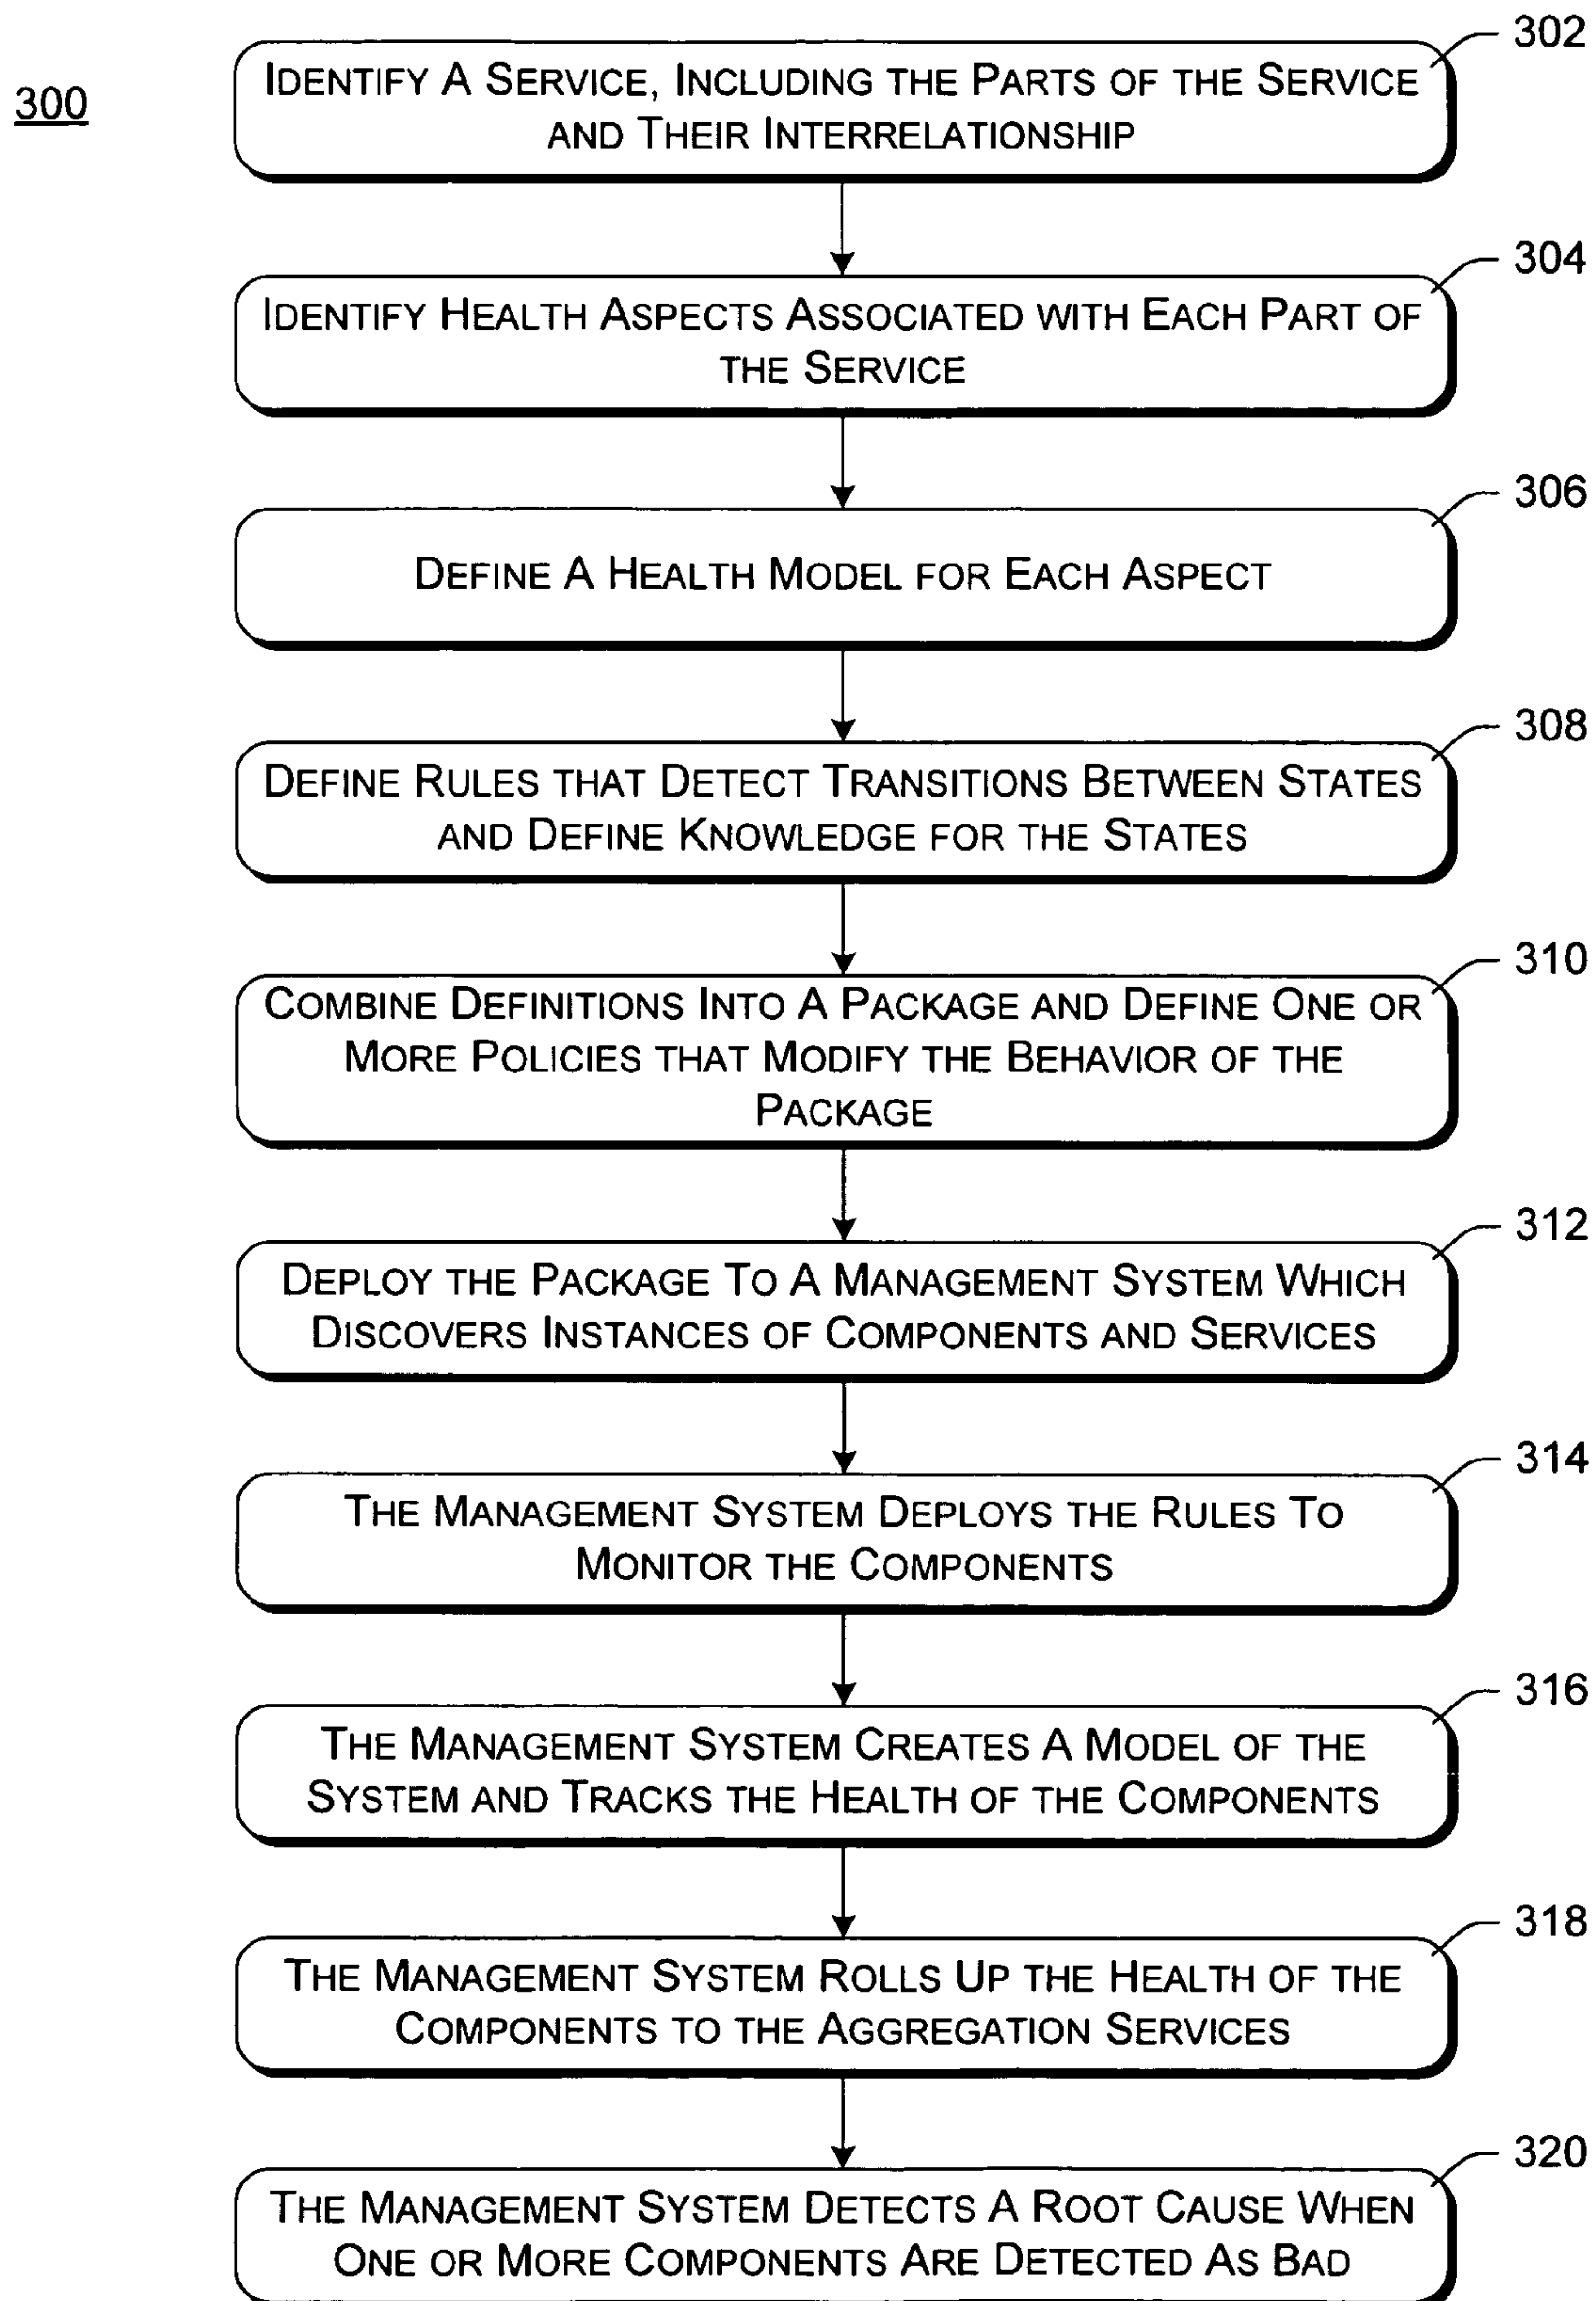 302
300
IDENTIFY A SERVICE, INCLUDING THE PARTS OF THE SERVICE
AND THEIR INTERRELATIONSHIP
304
IDENTIFY HEALTH ASPECTS ASSOCIATED WITH EACH PART OF
THE SERVICE
306
DEFINE A HEALTH MODEL FOR EACH ASPECT
308
DEFINE RULES THAT DETECT TRANSITIONS BETWEEN STATES
AND DEFINE KNOWLEDGE FOR THE STATES
310
COMBINE DEFINITIONS INTO A PACKAGE AND DEFINE ONE OR
MORE POLICIES THAT MODIFY THE BEHAVIOR OF THE
PACKAGE
312
DEPLOY THE PACKAGE TO A MANAGEMENT SYSTEM WHICH
DISCOVERS INSTANCES OF COMPONENTS AND SERVICES
314
THE MANAGEMENT SYSTEM DEPLOYS THE RULES TO
MONITOR THE COMPONENTS
316
THE MANAGEMENT SYSTEM CREATES A MODEL OF THE
SYSTEM AND TRACKS THE HEALTH OF THE COMPONENTS
318
THE MANAGEMENT SYSTEM ROLLS UP THE HEALTH OF THE
COMPONENTS TO THE AGGREGATION SERVICES
320
THE MANAGEMENT SYSTEM DETECTS A ROOT CAUSE WHEN
ONE OR MORE COMPONENTS ARE DETECTED AS BAD